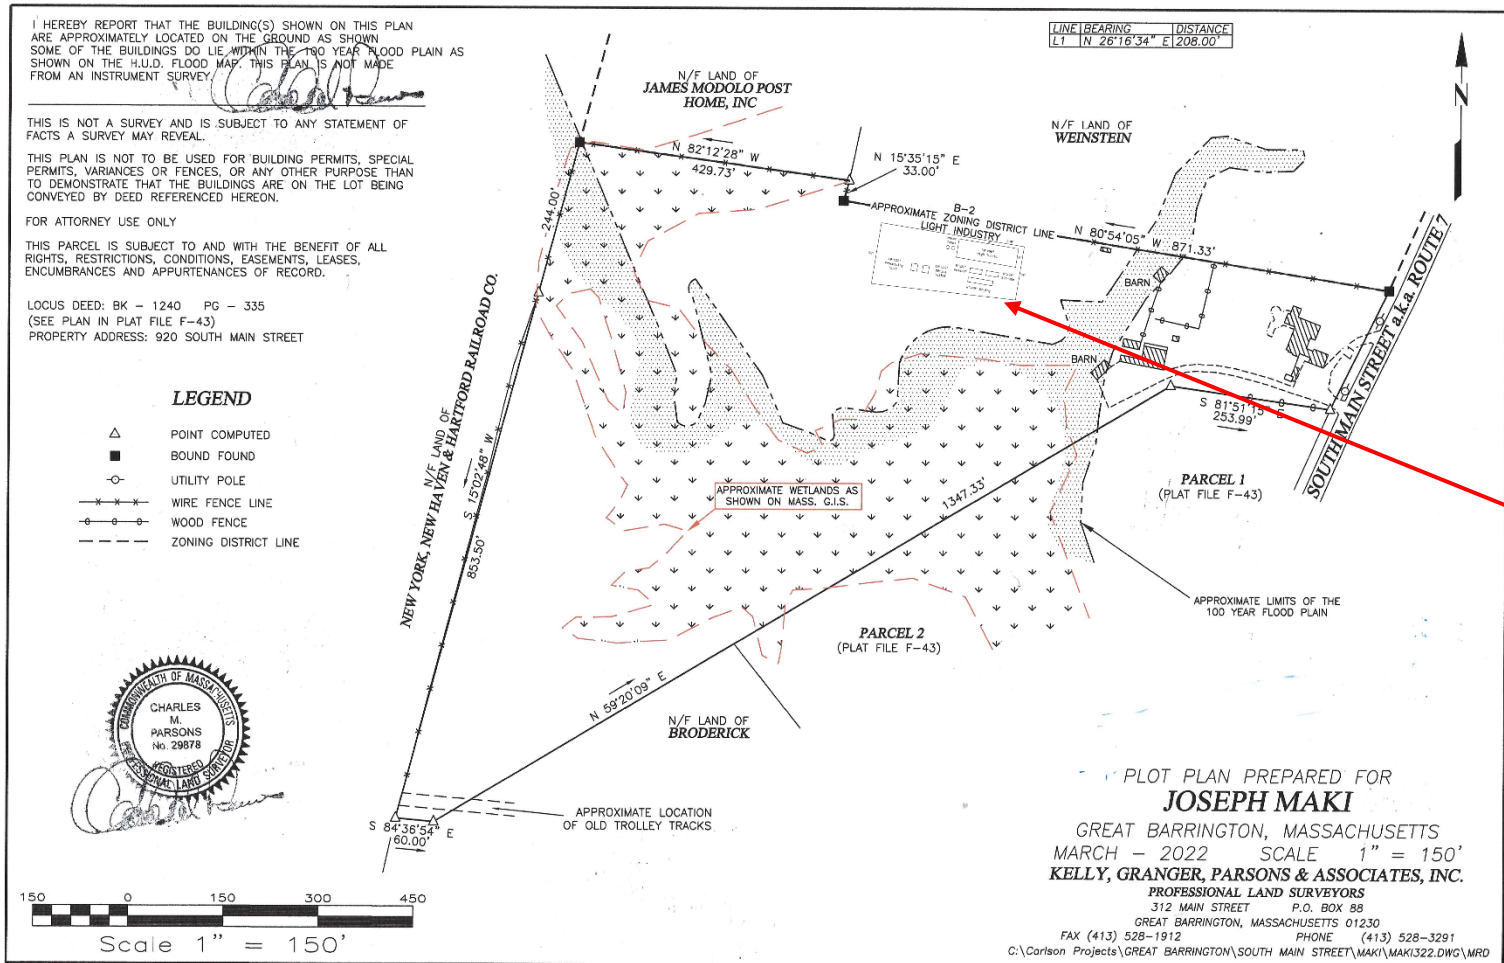 I HEREBY REPORT THAT THE BUILDING(S) SHOWN ON THIS PLAN
ARE APPROXIMATELY LOCATED ON THE GROUND AS SHOWN
SOME OF THE BUILDINGS DO LIE WITHIN THE 100 YEAR FLOOD PLAIN AS
SHOWN ON THE H.U.D. FLOOD MAP. THIS PLAN IS NOT MADE
FROM AN INSTRUMENT SURVEY.
THIS IS NOT A SURVEY AND IS SUBJECT TO ANY STATEMENT OF
FACTS A SURVEY MAY REVEAL.
THIS PLAN IS NOT TO BE USED FOR BUILDING PERMITS, SPECIAL
PERMITS, VARIANCES OR FENCES, OR ANY OTHER PURPOSE THAN
TO DEMONSTRATE THAT THE BUILDINGS ARE ON THE LOT BEING
CONVEYED BY DEED REFERENCED HEREON.
FOR ATTORNEY USE ONLY
THIS PARCEL IS SUBJECT TO AND WITH THE BENEFIT OF ALL
RIGHTS, RESTRICTIONS, CONDITIONS, EASEMENTS, LEASES,
ENCUMBRANCES AND APPURTENANCES OF RECORD.
LOCUS DEED: BK – 1240 PG – 335
(SEE PLAN IN PLAT FILE F–43)
PROPERTY ADDRESS: 920 SOUTH MAIN STREET
LEGEND
POINT COMPUTED
BOUND FOUND
UTILITY POLE
WIRE FENCE LINE
WOOD FENCE
ZONING DISTRICT LINE
COMMONWEALTH OF MASSACHUSETTS
CHARLES
M.
PARSONS
No. 29878
REGISTERED
PROFESSIONAL LAND SURVEYOR
150 0 150 300 450
Scale 1" = 150'
LINE BEARING DISTANCE
L1 N 26°16'34" E 208.00'
N
N/F LAND OF
JAMES MODOLO POST
HOME, INC
N/F LAND OF
WEINSTEIN
N 82°12'28" W
429.73'
N 15°35'15" E
33.00'
B–2
APPROXIMATE ZONING DISTRICT LINE
LIGHT INDUSTRY
N 80°54'05" W 871.33'
244.00'
BARN
BARN
L1
SOUTH MAIN STREET a.k.a. ROUTE 7
S 81°51'15" E
253.99'
N/F LAND OF
NEW YORK, NEW HAVEN & HARTFORD RAILROAD CO.
S 15°02'48" W
853.50'
APPROXIMATE WETLANDS AS
SHOWN ON MASS. G.I.S.
1347.33'
PARCEL 1
(PLAT FILE F–43)
APPROXIMATE LIMITS OF THE
100 YEAR FLOOD PLAIN
PARCEL 2
(PLAT FILE F–43)
N 59°20'09" E
N/F LAND OF
BRODERICK
APPROXIMATE LOCATION
OF OLD TROLLEY TRACKS
S 84°36'54" E
60.00'
PLOT PLAN PREPARED FOR
JOSEPH MAKI
GREAT BARRINGTON, MASSACHUSETTS
MARCH – 2022 SCALE 1" = 150'
KELLY, GRANGER, PARSONS & ASSOCIATES, INC.
PROFESSIONAL LAND SURVEYORS
312 MAIN STREET P.O. BOX 88
GREAT BARRINGTON, MASSACHUSETTS 01230
FAX (413) 528–1912 PHONE (413) 528–3291
C:\Carlson Projects\GREAT BARRINGTON\SOUTH MAIN STREET\MAKI\MAKI322.DWG\MRD